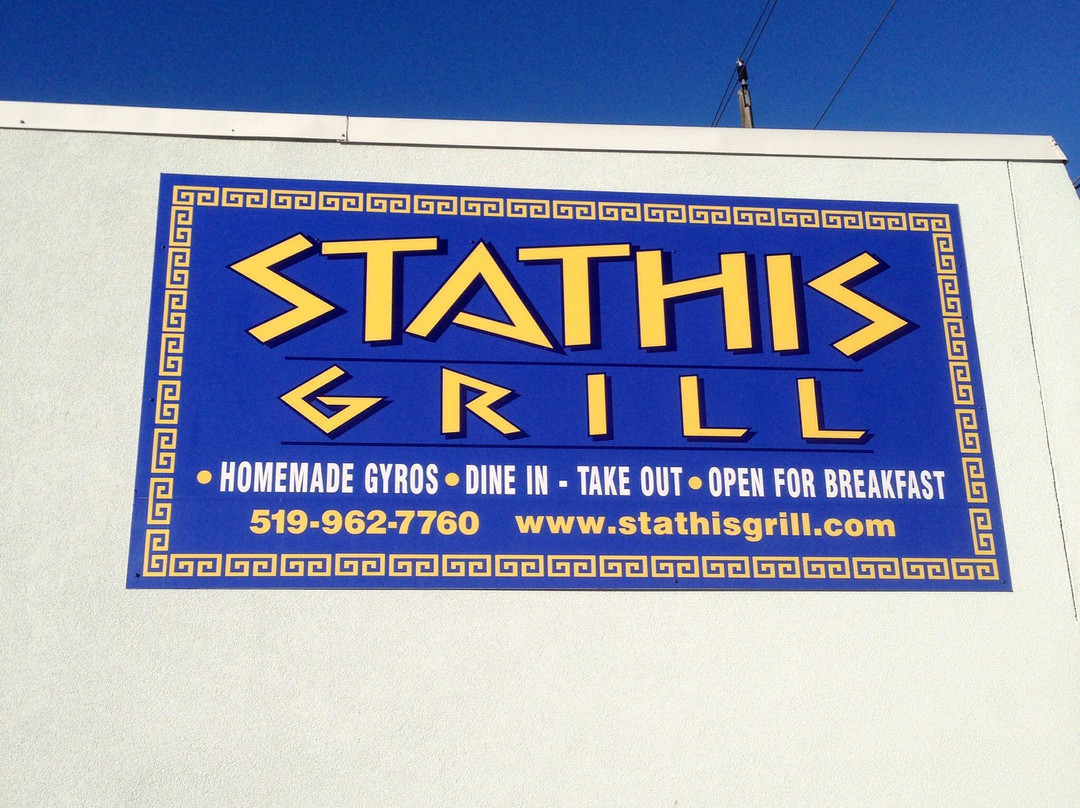 STATHIS
GRILL
• HOMEMADE GYROS • DINE IN - TAKE OUT • OPEN FOR BREAKFAST
519-962-7760 www.stathisgrill.com